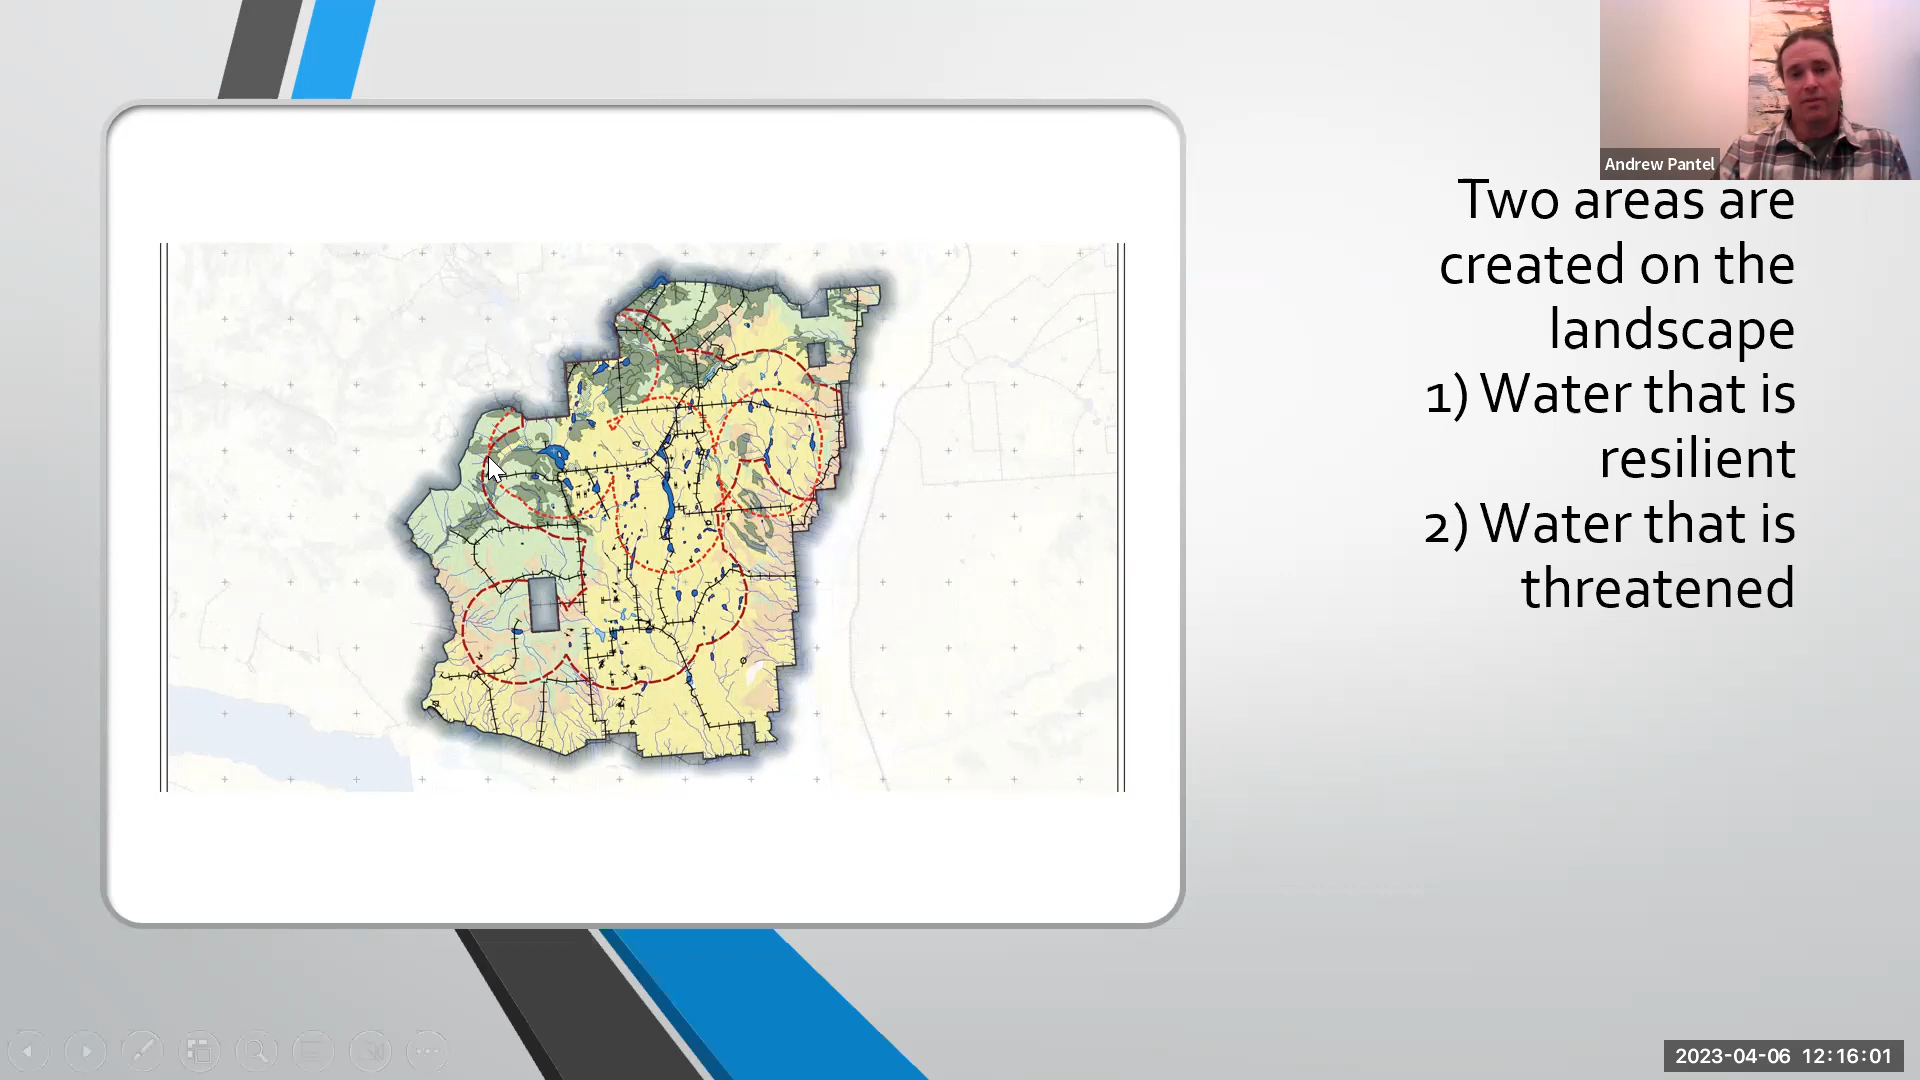 Andrew Pantel
Two areas are
created on the
landscape
1) Water that is
resilient
2) Water that is
threatened
2023-04-06 12:16:01